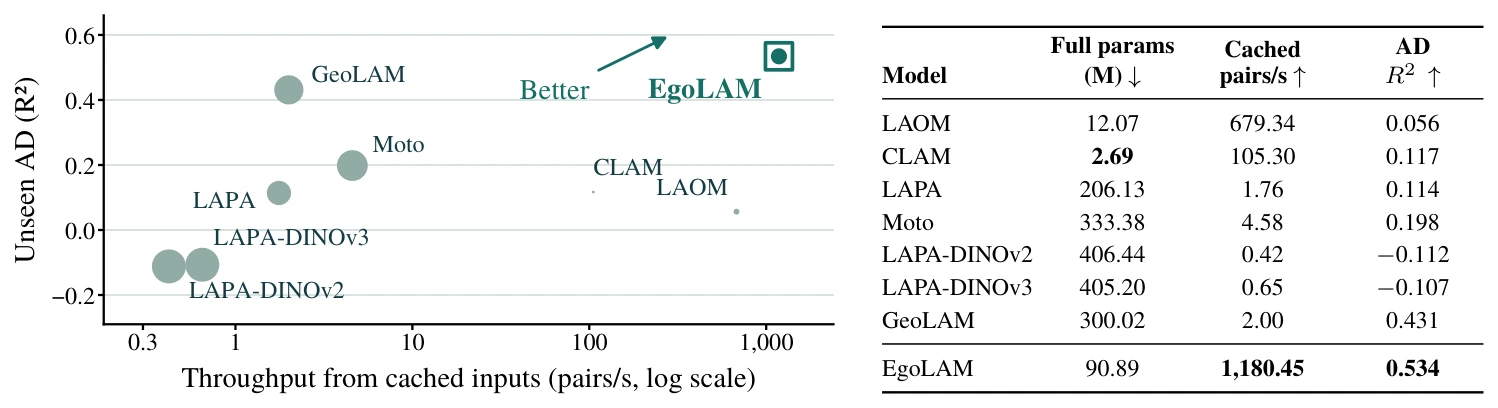 Unseen AD (R²)
0.6
0.4
0.2
0.0
−0.2
GeoLAM
Moto
LAPA
LAPA-DINOv3
LAPA-DINOv2
Better
EgoLAM
CLAM
LAOM
0.3 1 10 100 1,000
Throughput from cached inputs (pairs/s, log scale)
Full params Cached AD
Model (M) ↓ pairs/s ↑ R² ↑
LAOM 12.07 679.34 0.056
CLAM 2.69 105.30 0.117
LAPA 206.13 1.76 0.114
Moto 333.38 4.58 0.198
LAPA-DINOv2 406.44 0.42 −0.112
LAPA-DINOv3 405.20 0.65 −0.107
GeoLAM 300.02 2.00 0.431
EgoLAM 90.89 1,180.45 0.534